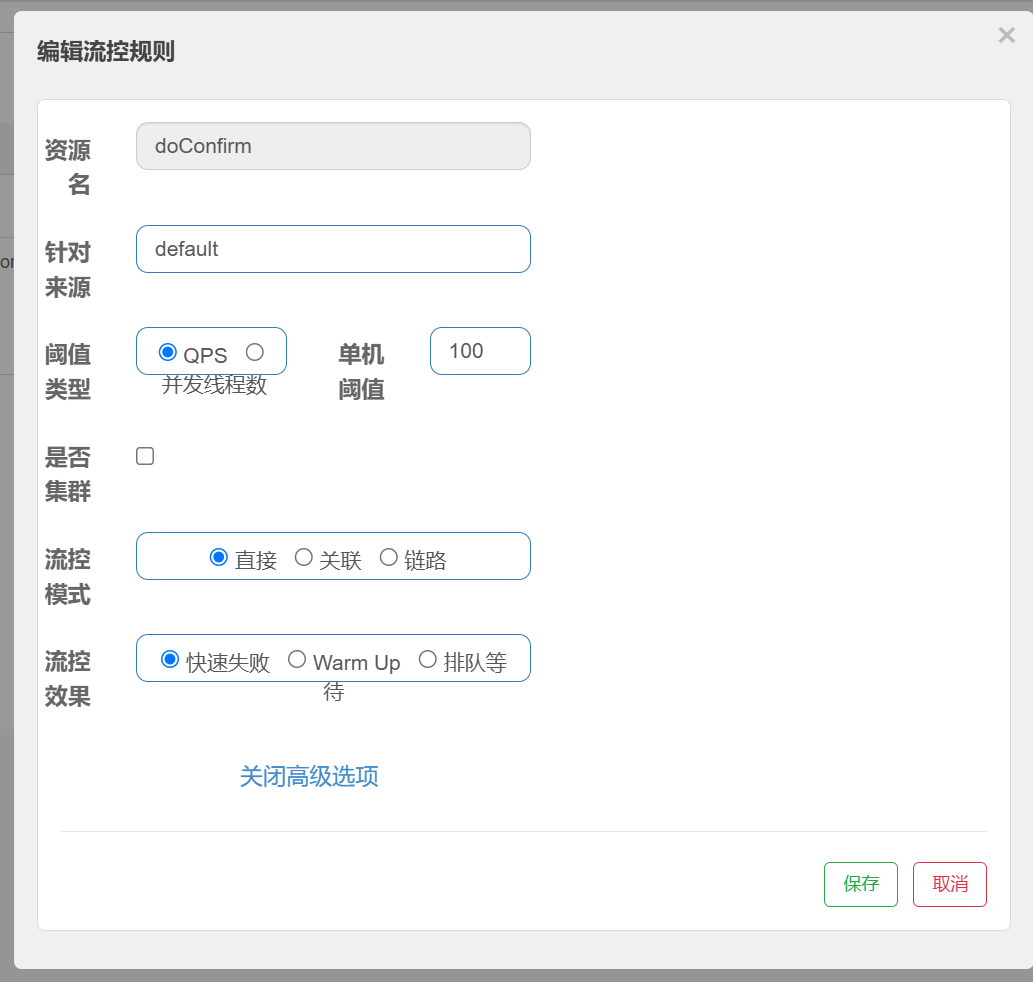 编辑流控规则
×
资源
名
doConfirm
针对
来源
default
阈值
类型
QPS
并发线程数
单机
阈值
100
是否
集群
流控
模式
直接 关联 链路
流控
效果
快速失败 Warm Up 排队等
待
关闭高级选项
保存 取消
or